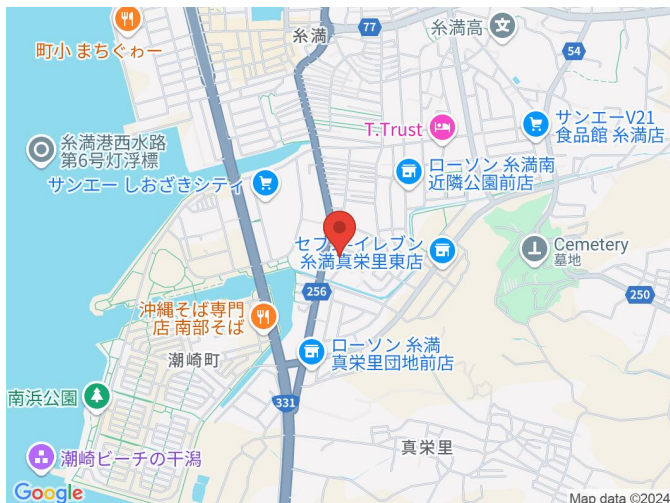 町小 まちぐゎー
糸満
77
糸満高
54
T.Trust
サンエーV21
食品館 糸満店
糸満港西水路
第6号灯浮標
サンエー しおざきシティ
ローソン 糸満南
近隣公園前店
セブン-イレブン
糸満真栄里東店
Cemetery
墓地
256
250
沖縄そば専門
店 南部そば
潮崎町
ローソン 糸満
真栄里団地前店
南浜公園
331
真栄里
潮崎ビーチの干潟
Google
Map data ©2024